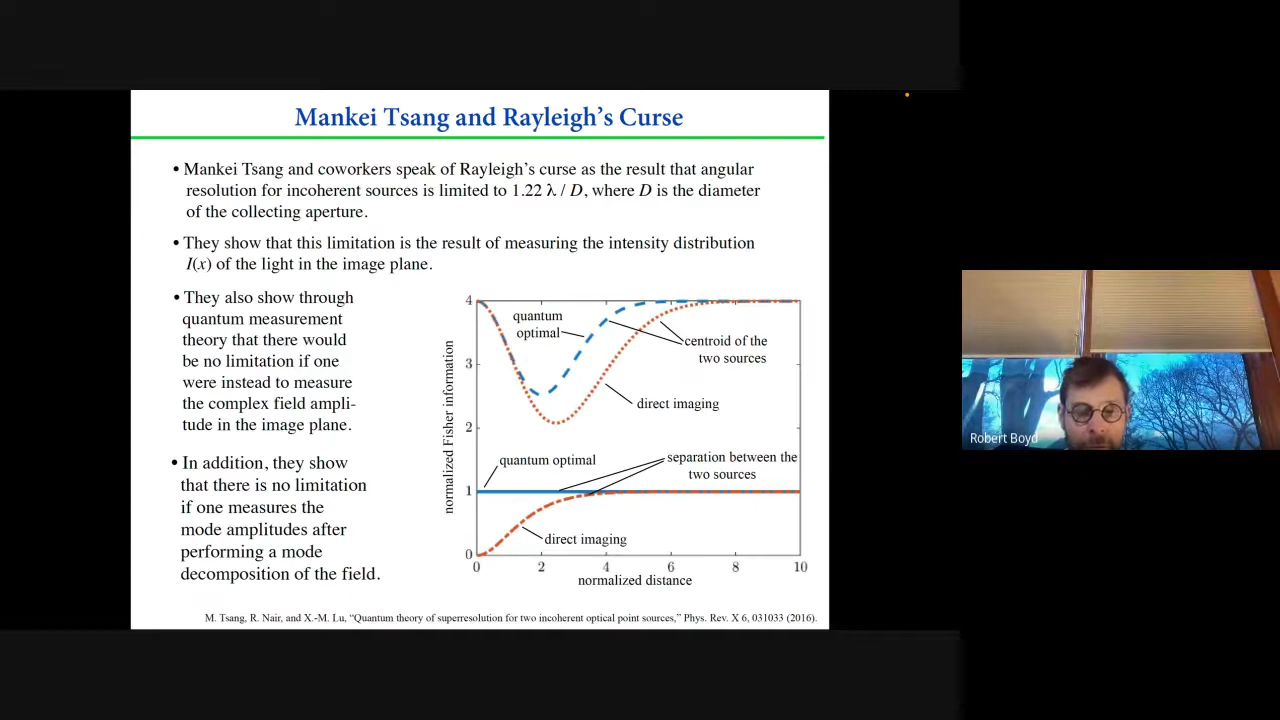 Mankei Tsang and Rayleigh's Curse
• Mankei Tsang and coworkers speak of Rayleigh's curse as the result that angular
resolution for incoherent sources is limited to 1.22 λ / D, where D is the diameter
of the collecting aperture.
• They show that this limitation is the result of measuring the intensity distribution
I(x) of the light in the image plane.
• They also show through
quantum measurement
theory that there would
be no limitation if one
were instead to measure
the complex field ampli-
tude in the image plane.
• In addition, they show
that there is no limitation
if one measures the
mode amplitudes after
performing a mode
decomposition of the field.
normalized Fisher information
4
3
2
1
0
quantum
optimal
centroid of the
two sources
direct imaging
quantum optimal
separation between the
two sources
direct imaging
0 2 4 6 8 10
normalized distance
M. Tsang, R. Nair, and X.-M. Lu, “Quantum theory of superresolution for two incoherent optical point sources,” Phys. Rev. X 6, 031033 (2016).
Robert Boyd